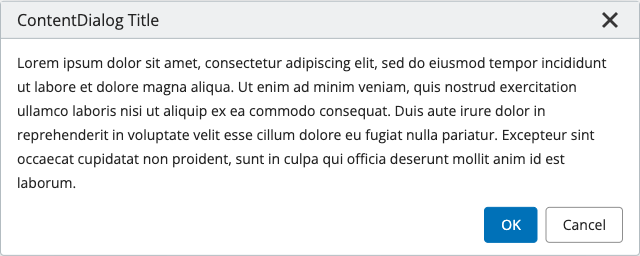 ContentDialog Title
Lorem ipsum dolor sit amet, consectetur adipiscing elit, sed do eiusmod tempor incididunt
ut labore et dolore magna aliqua. Ut enim ad minim veniam, quis nostrud exercitation
ullamco laboris nisi ut aliquip ex ea commodo consequat. Duis aute irure dolor in
reprehenderit in voluptate velit esse cillum dolore eu fugiat nulla pariatur. Excepteur sint
occaecat cupidatat non proident, sunt in culpa qui officia deserunt mollit anim id est
laborum.
OK Cancel